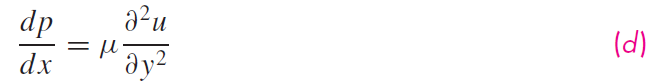 dp/dx = μ ∂²u/∂y² (d)